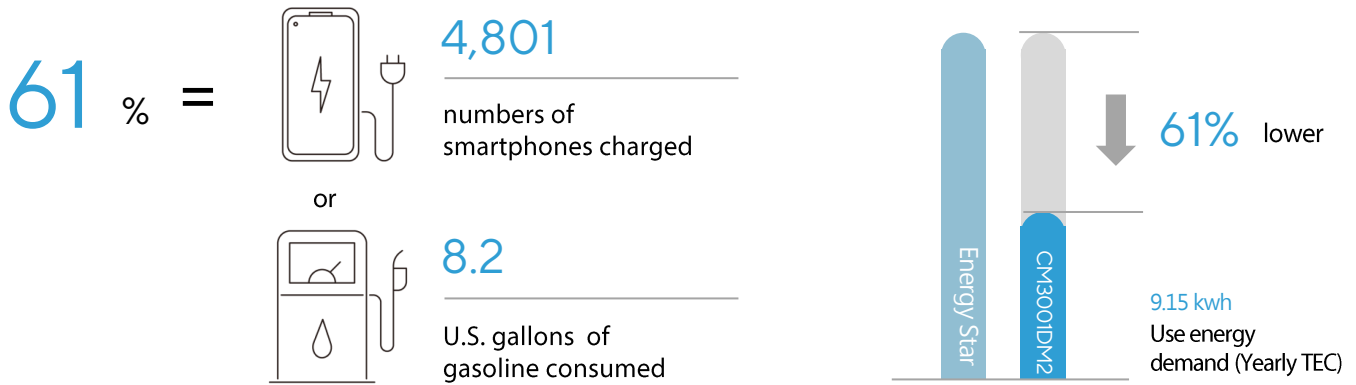 61 % =
4,801
numbers of
smartphones charged
or
8.2
U.S. gallons of
gasoline consumed
Energy Star
CM3001DM2
61% lower
9.15 kwh
Use energy
demand (Yearly TEC)